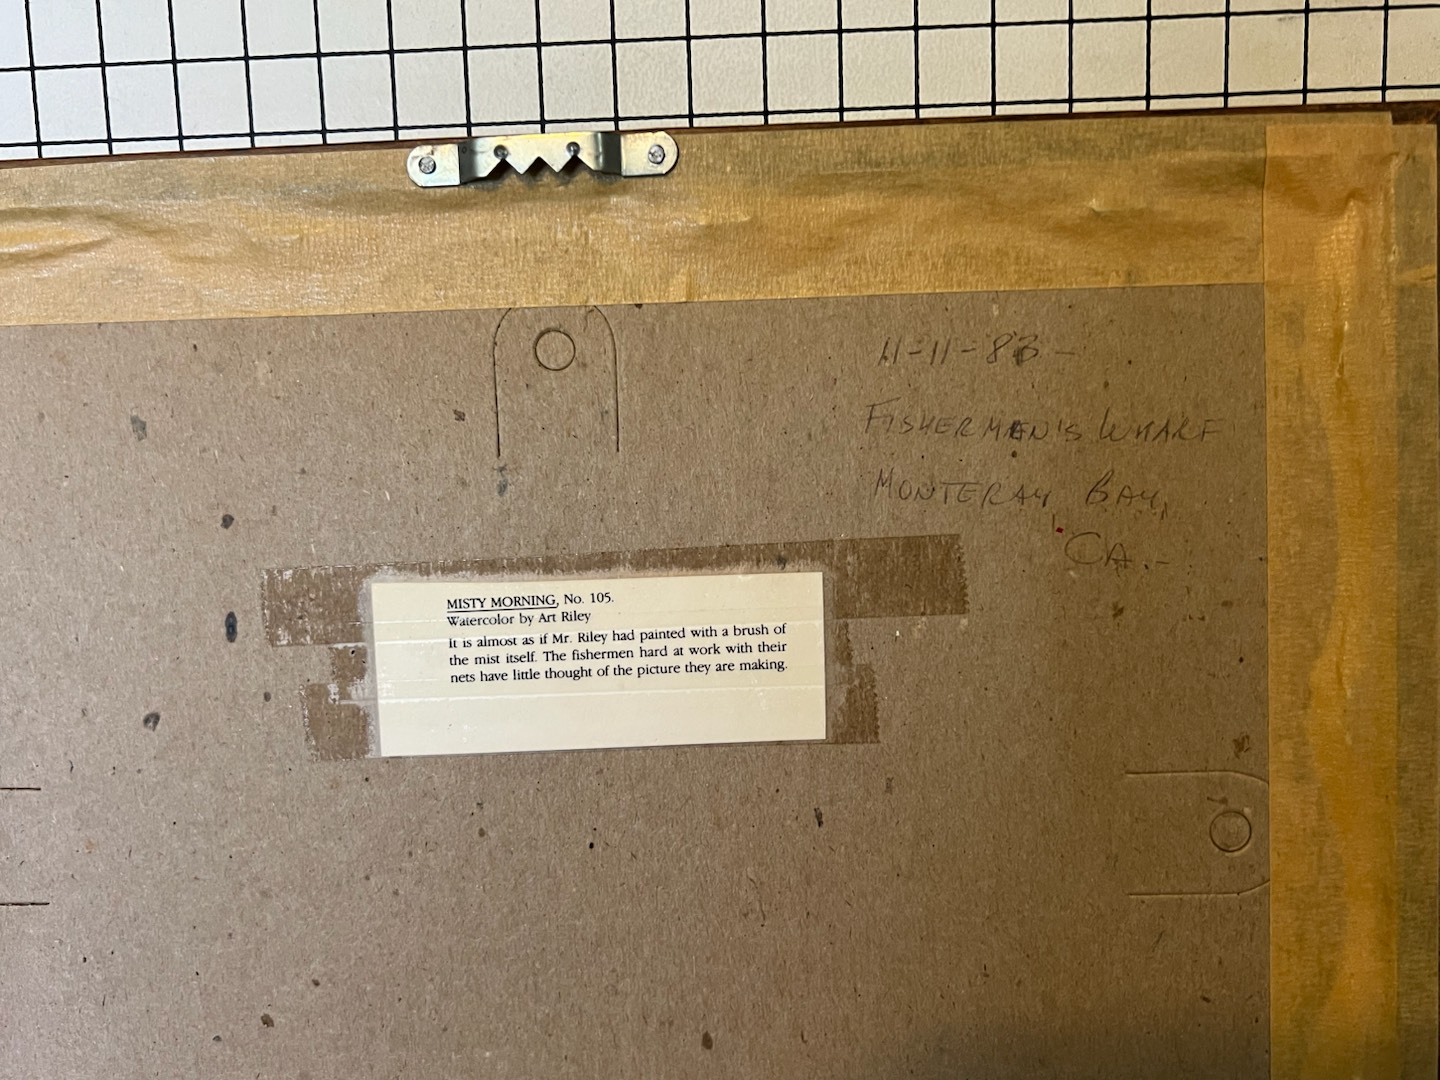 11-11-83-
FISHERMEN'S WHARF
MONTERAY BAY,
CA.-
MISTY MORNING, No. 105.
Watercolor by Art Riley
It is almost as if Mr. Riley had painted with a brush of
the mist itself. The fishermen hard at work with their
nets have little thought of the picture they are making.